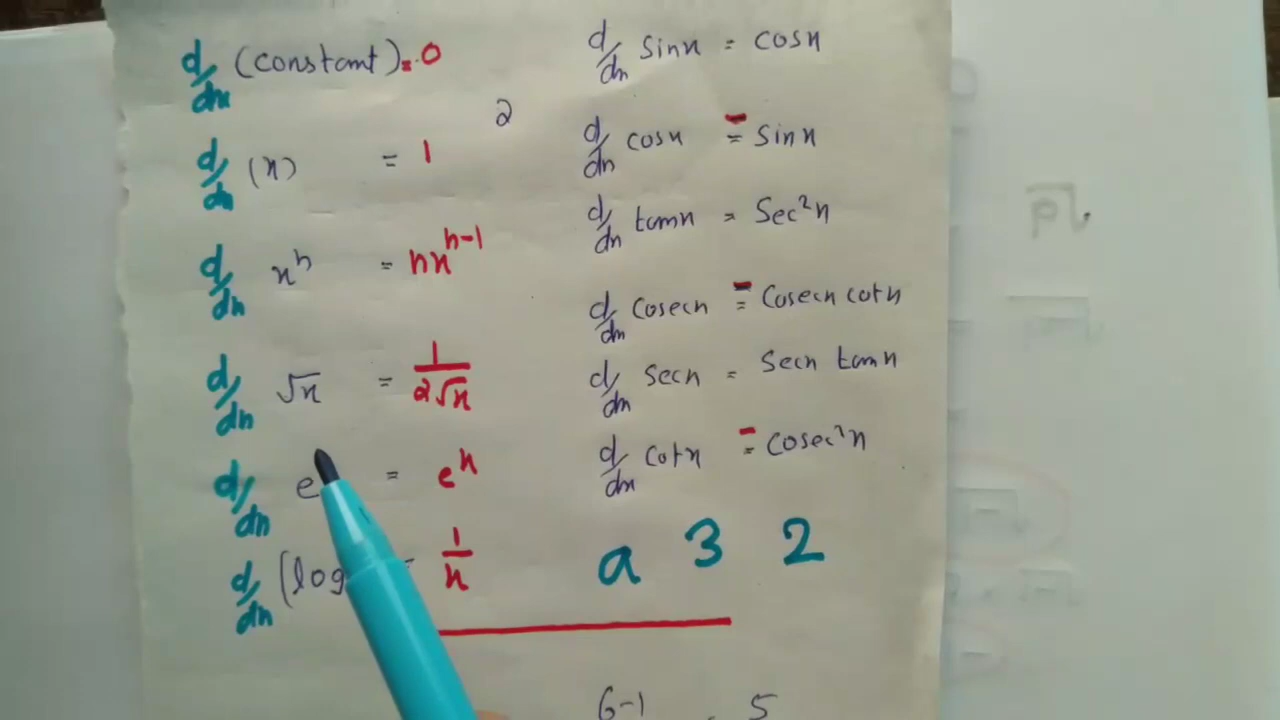 d/dx (constant) = 0
d/dx (x) = 1
2
d/dx xⁿ = nxⁿ⁻¹
d/dx √x = 1/2√x
d/dx e = eˣ
d/dx (log = 1/x
d/dx sinx = cosx
d/dx cosx = - sinx
d/dx tanx = Sec²x
d/dx Cosecx = - Cosecx cotx
d/dx Secx = Secx tanx
d/dx Cotx = - Cosec²x
a 3 2
6-1 5